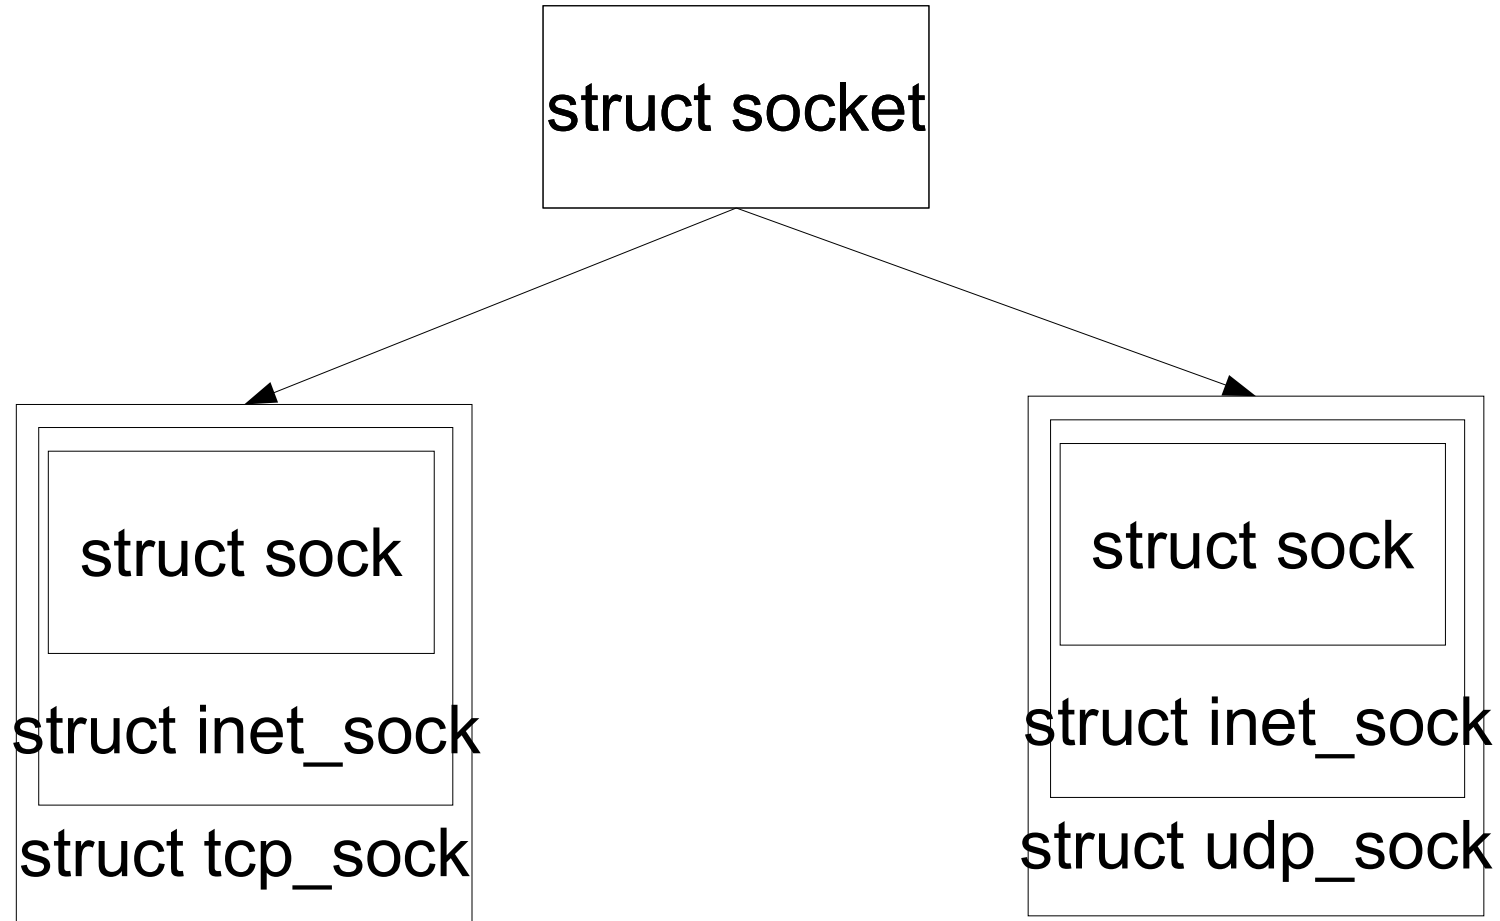 struct socket
struct sock
struct inet_sock
struct tcp_sock
struct sock
struct inet_sock
struct udp_sock